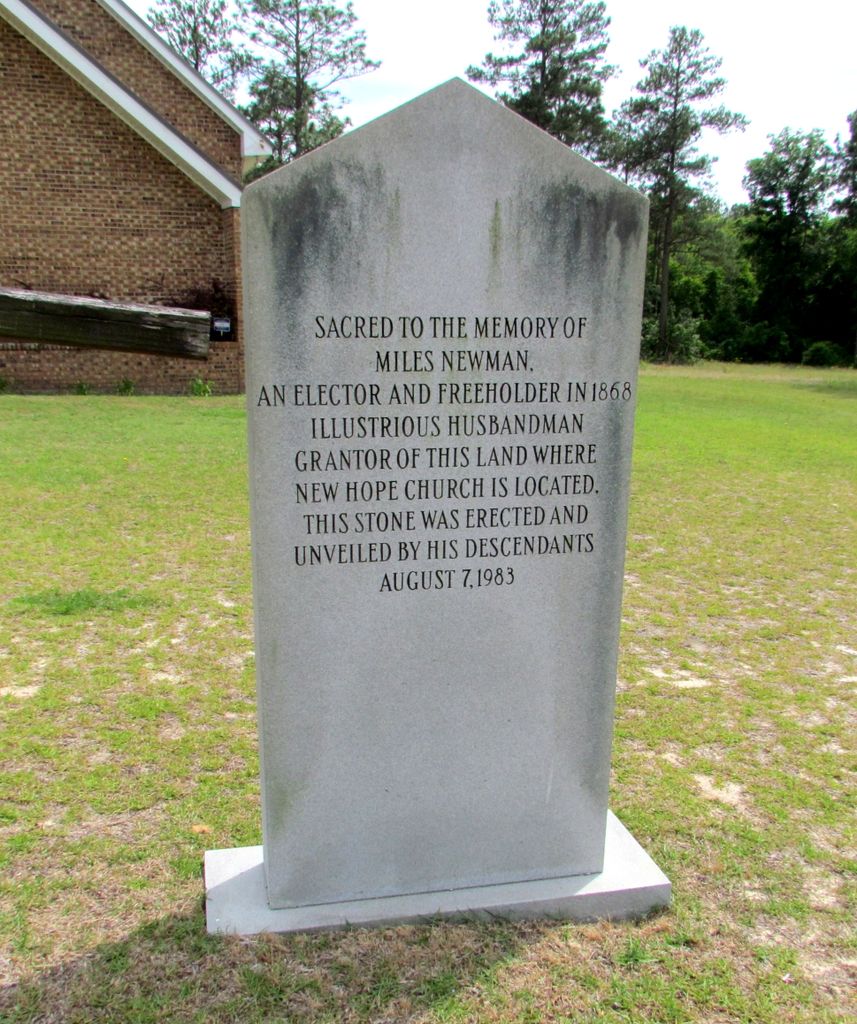 SACRED TO THE MEMORY OF
MILES NEWMAN,
AN ELECTOR AND FREEHOLDER IN 1868
ILLUSTRIOUS HUSBANDMAN
GRANTOR OF THIS LAND WHERE
NEW HOPE CHURCH IS LOCATED.
THIS STONE WAS ERECTED AND
UNVEILED BY HIS DESCENDANTS
AUGUST 7, 1983